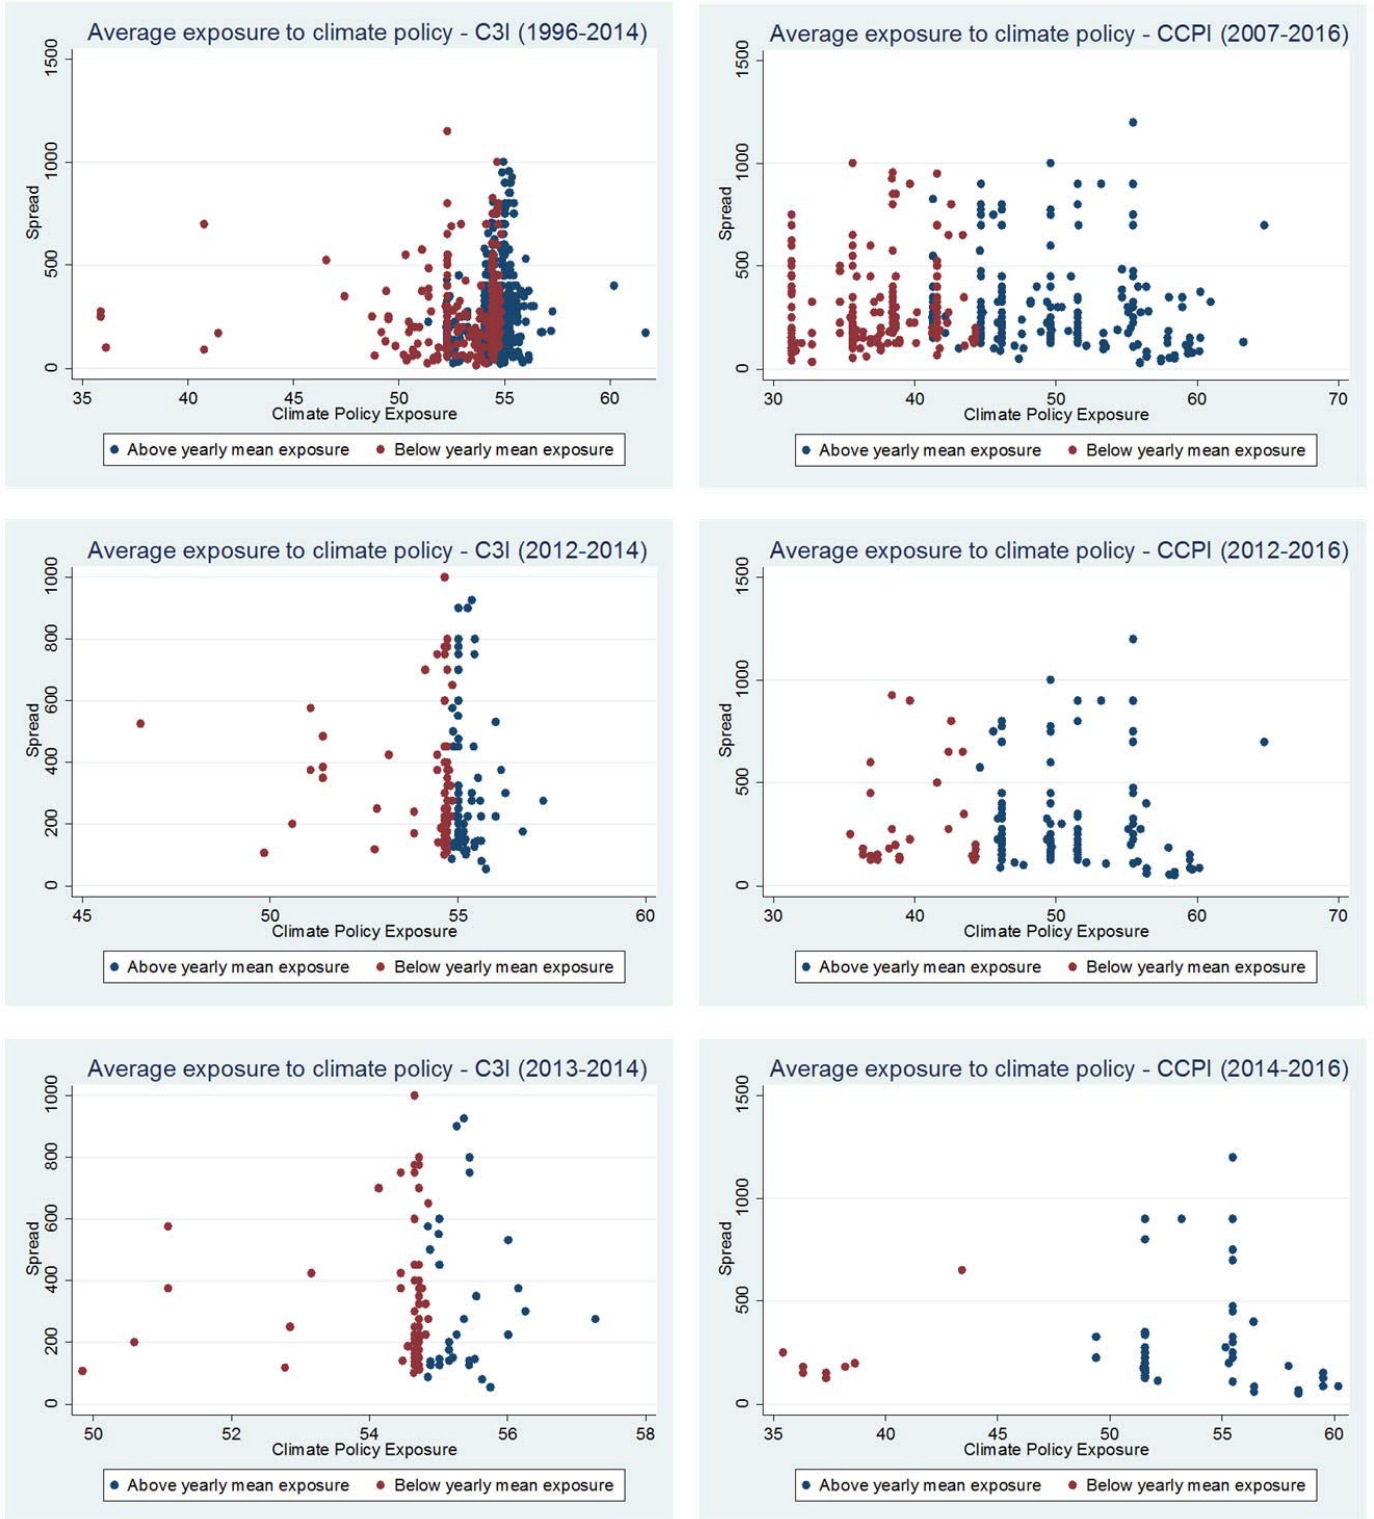 Average exposure to climate policy - C3I (1996-2014)
1500
1000
500
0
Spread
35 40 45 50 55 60
Climate Policy Exposure
Above yearly mean exposure Below yearly mean exposure
Average exposure to climate policy - CCPI (2007-2016)
1500
1000
500
0
Spread
30 40 50 60 70
Climate Policy Exposure
Above yearly mean exposure Below yearly mean exposure
Average exposure to climate policy - C3I (2012-2014)
1000
800
600
400
200
0
Spread
45 50 55 60
Climate Policy Exposure
Above yearly mean exposure Below yearly mean exposure
Average exposure to climate policy - CCPI (2012-2016)
1500
1000
500
0
Spread
30 40 50 60 70
Climate Policy Exposure
Above yearly mean exposure Below yearly mean exposure
Average exposure to climate policy - C3I (2013-2014)
1000
800
600
400
200
0
Spread
50 52 54 56 58
Climate Policy Exposure
Above yearly mean exposure Below yearly mean exposure
Average exposure to climate policy - CCPI (2014-2016)
1500
1000
500
0
Spread
35 40 45 50 55 60
Climate Policy Exposure
Above yearly mean exposure Below yearly mean exposure